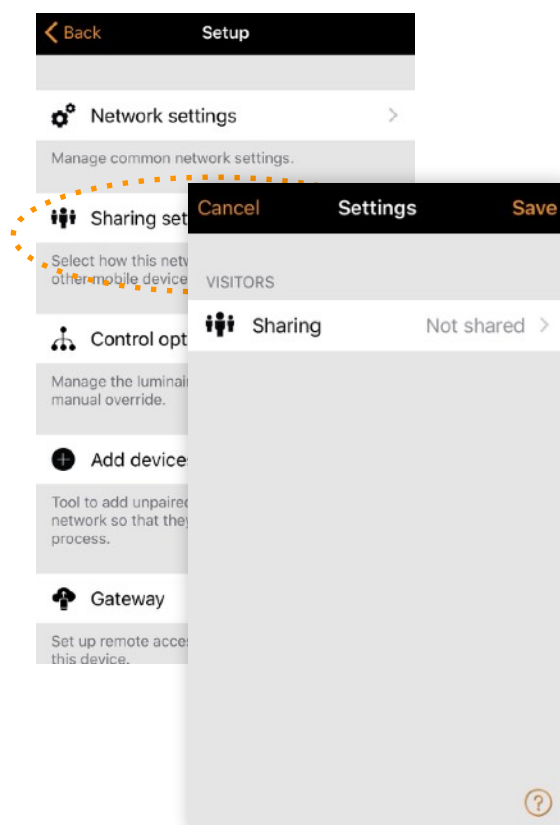 Back Setup
Network settings
Manage common network settings.
Sharing set
Select how this netw
other mobile device
Control opt
Manage the luminai
manual override.
Add device
Tool to add unpaired
network so that they
process.
Gateway
Set up remote acce
this device.
Cancel Settings Save
VISITORS
Sharing Not shared
?